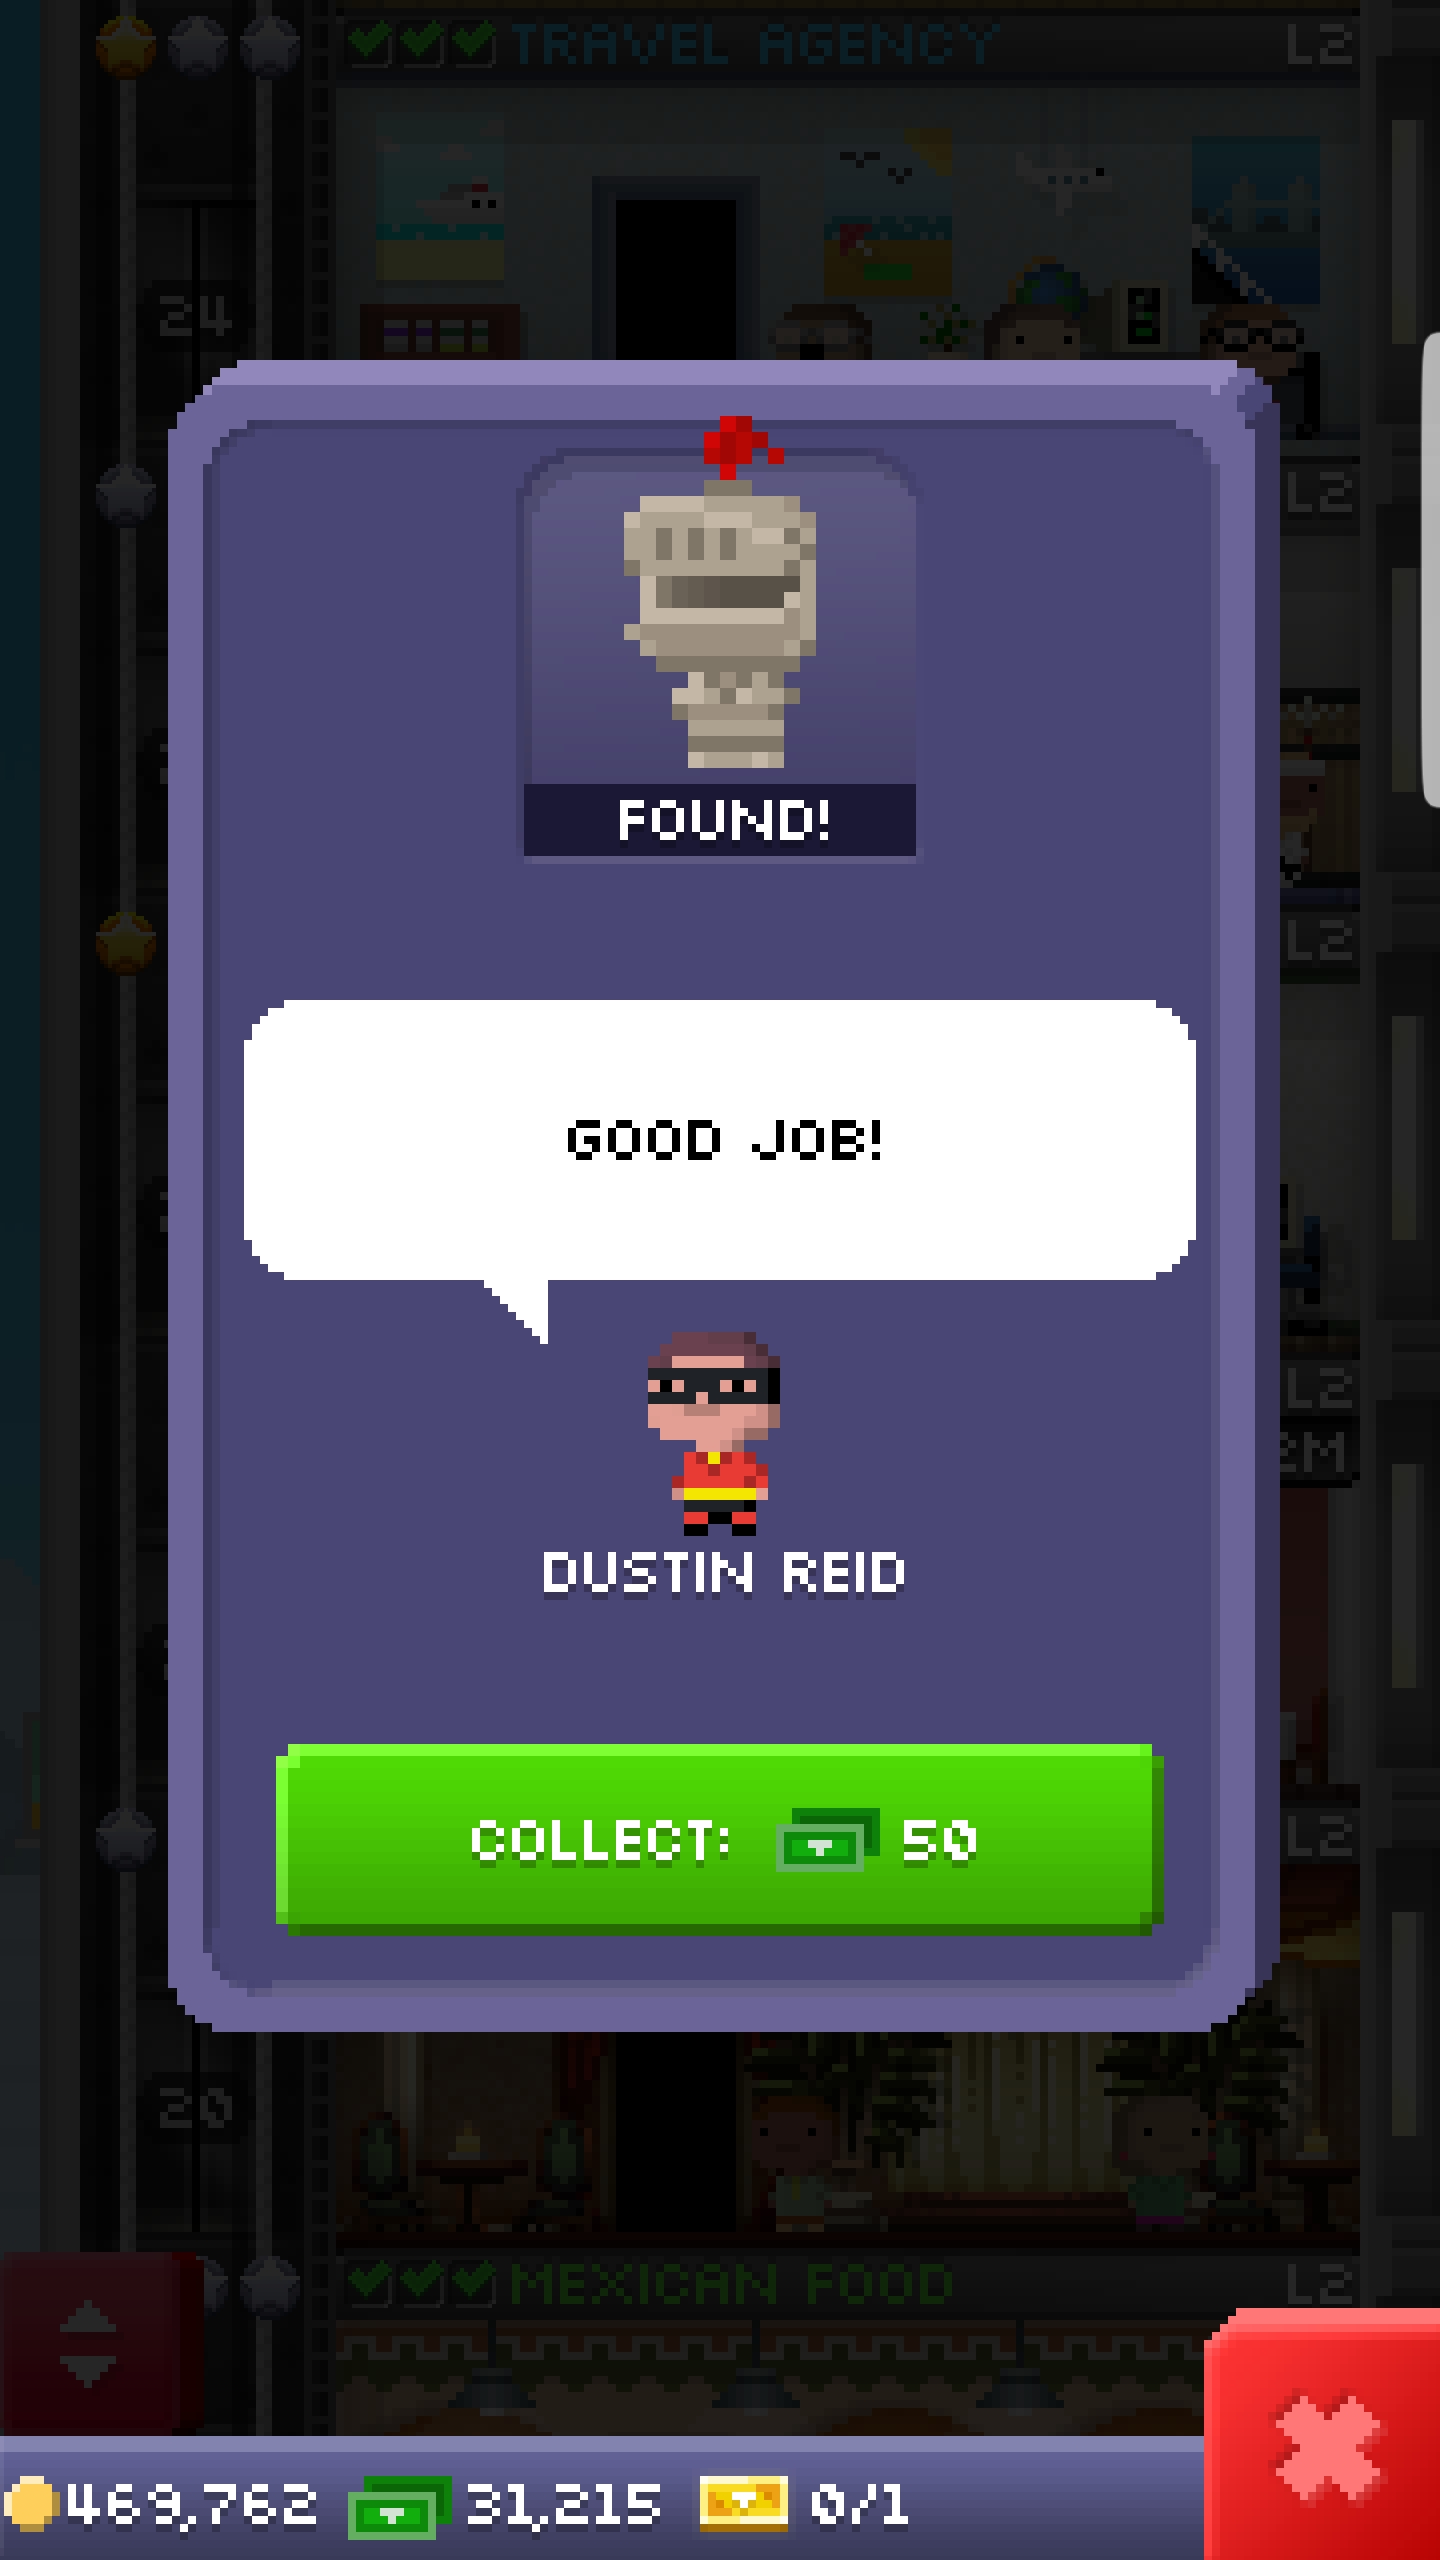 TRAVEL AGENCY L2
24
L2
FOUND!
L2
GOOD JOB!
L2
2M
DUSTIN REID
COLLECT: 50
L2
20
MEXICAN FOOD L2
469,762 31,215 0/1